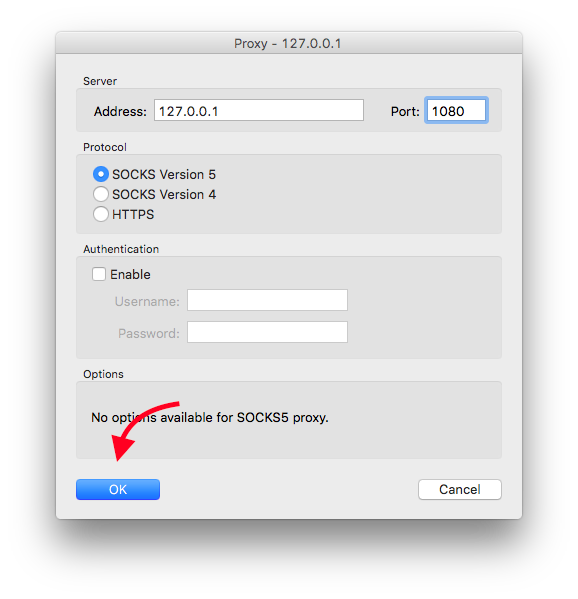 Proxy - 127.0.0.1
Server
Address: 127.0.0.1 Port: 1080
Protocol
SOCKS Version 5
SOCKS Version 4
HTTPS
Authentication
Enable
Username:
Password:
Options
No options available for SOCKS5 proxy.
OK Cancel